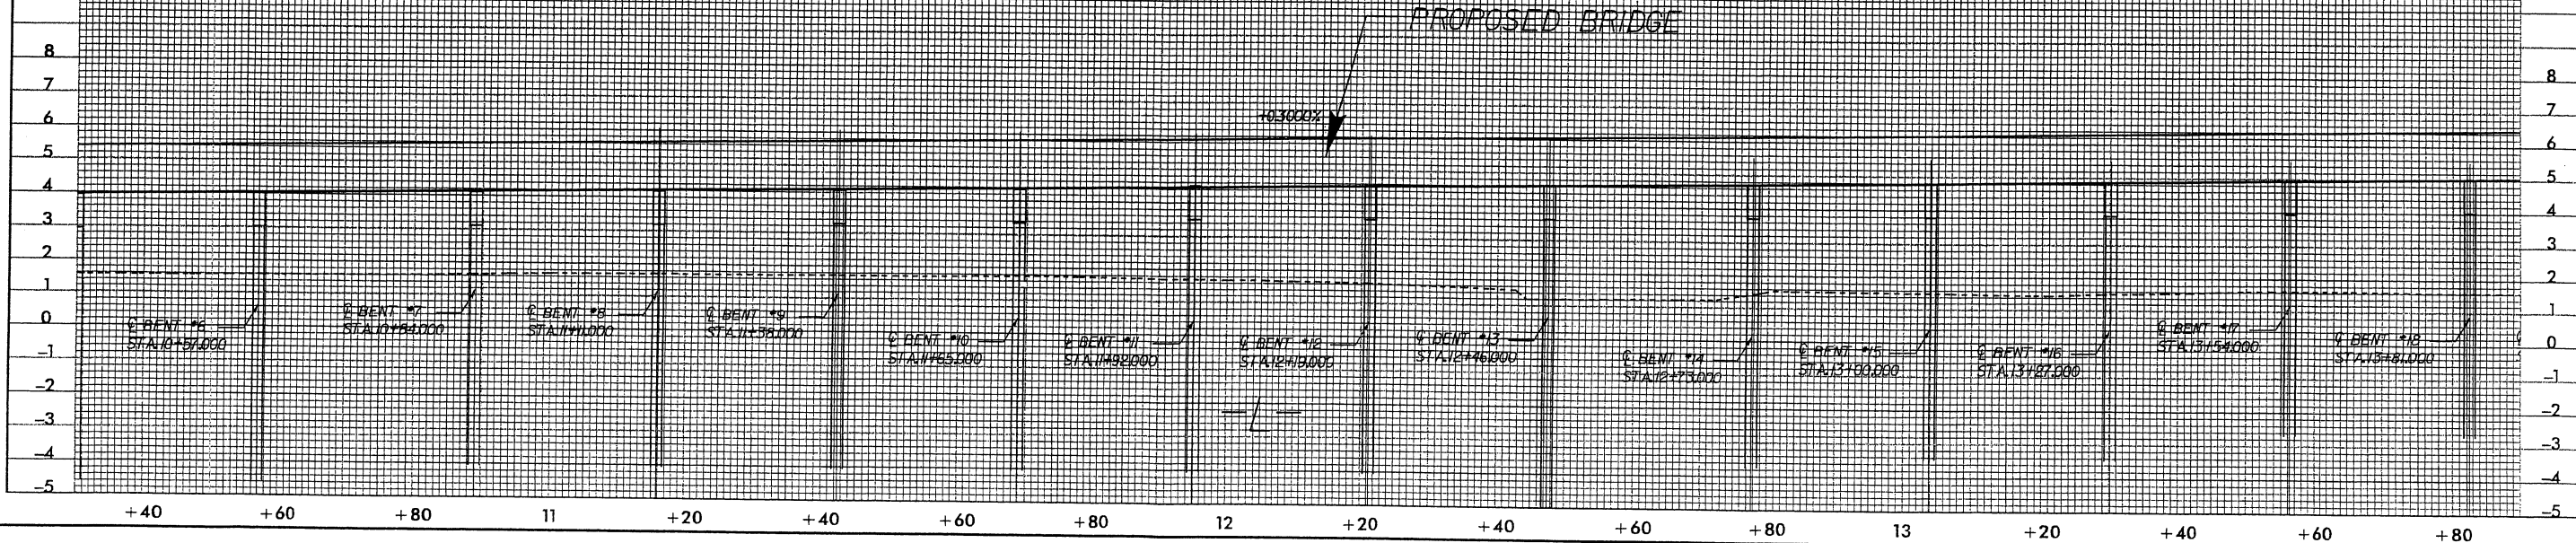 PROPOSED BRIDGE
+0.3000%
8
7
6
5
4
3
2
1
0
-1
-2
-3
-4
-5
8
7
6
5
4
3
2
1
0
-1
-2
-3
-4
-5
℄ BENT #6
STA.10+57.000
℄ BENT #7
STA.10+84.000
℄ BENT #8
STA.11+11.000
℄ BENT #9
STA.11+38.000
℄ BENT #10
STA.11+65.000
℄ BENT #11
STA.11+92.000
℄ BENT #12
STA.12+19.000
℄ BENT #13
STA.12+46.000
℄ BENT #14
STA.12+73.000
℄ BENT #15
STA.13+00.000
℄ BENT #16
STA.13+27.000
℄ BENT #17
STA.13+54.000
℄ BENT #18
STA.13+81.000
-L-
+40 +60 +80 11 +20 +40 +60 +80 12 +20 +40 +60 +80 13 +20 +40 +60 +80